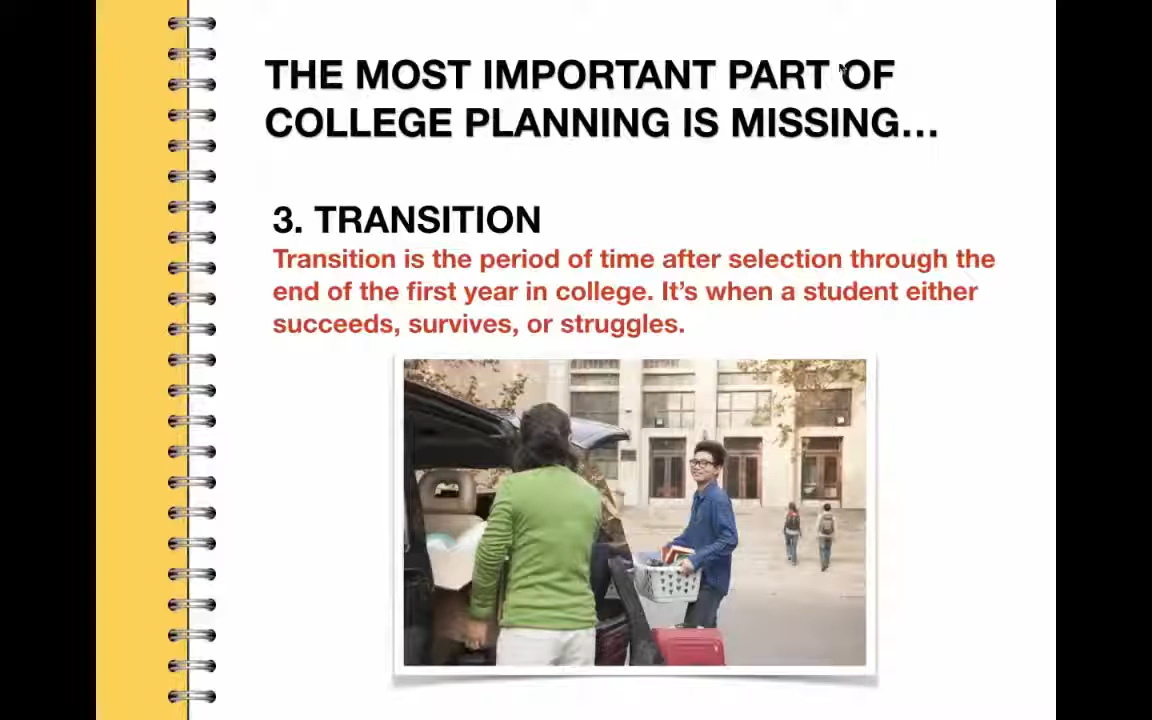 THE MOST IMPORTANT PART OF
COLLEGE PLANNING IS MISSING...
3. TRANSITION
Transition is the period of time after selection through the
end of the first year in college. It’s when a student either
succeeds, survives, or struggles.